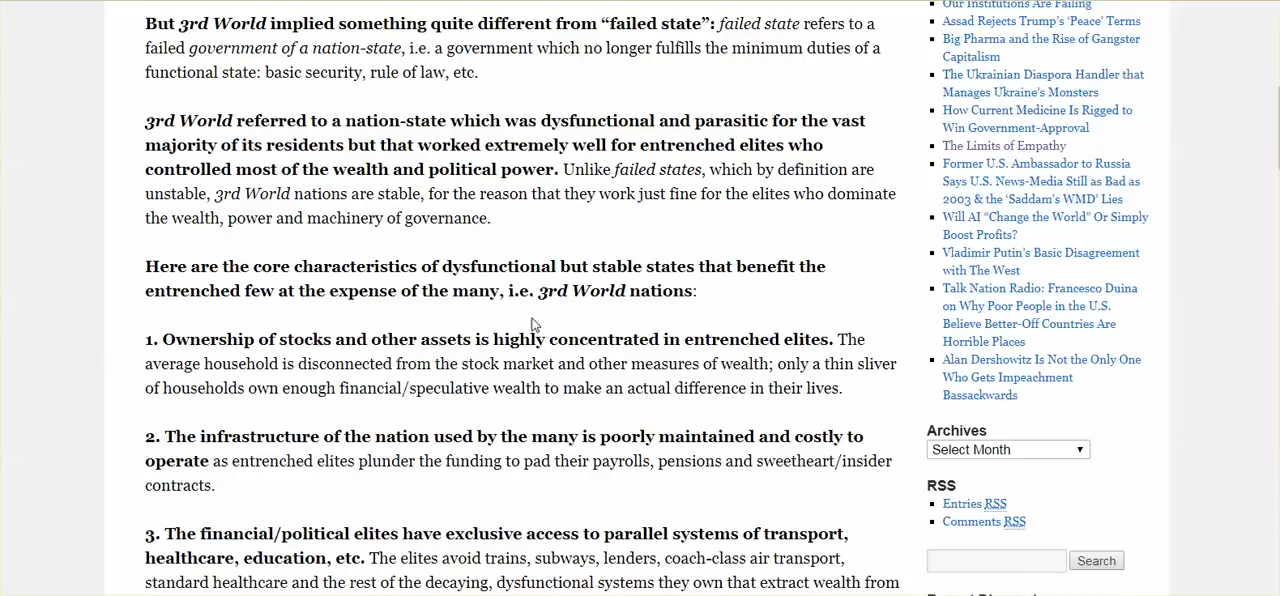 But 3rd World implied something quite different from “failed state”: failed state refers to a
failed government of a nation-state, i.e. a government which no longer fulfills the minimum duties of a
functional state: basic security, rule of law, etc.
3rd World referred to a nation-state which was dysfunctional and parasitic for the vast
majority of its residents but that worked extremely well for entrenched elites who
controlled most of the wealth and political power. Unlike failed states, which by definition are
unstable, 3rd World nations are stable, for the reason that they work just fine for the elites who dominate
the wealth, power and machinery of governance.
Here are the core characteristics of dysfunctional but stable states that benefit the
entrenched few at the expense of the many, i.e. 3rd World nations:
1. Ownership of stocks and other assets is highly concentrated in entrenched elites. The
average household is disconnected from the stock market and other measures of wealth; only a thin sliver
of households own enough financial/speculative wealth to make an actual difference in their lives.
2. The infrastructure of the nation used by the many is poorly maintained and costly to
operate as entrenched elites plunder the funding to pad their payrolls, pensions and sweetheart/insider
contracts.
3. The financial/political elites have exclusive access to parallel systems of transport,
healthcare, education, etc. The elites avoid trains, subways, lenders, coach-class air transport,
standard healthcare and the rest of the decaying, dysfunctional systems they own that extract wealth from
Our Institutions Are Failing
Assad Rejects Trump’s ‘Peace’ Terms
Big Pharma and the Rise of Gangster
Capitalism
The Ukrainian Diaspora Handler that
Manages Ukraine’s Monsters
How Current Medicine Is Rigged to
Win Government-Approval
The Limits of Empathy
Former U.S. Ambassador to Russia
Says U.S. News-Media Still as Bad as
2003 & the ‘Saddam’s WMD’ Lies
Will AI “Change the World” Or Simply
Boost Profits?
Vladimir Putin’s Basic Disagreement
with The West
Talk Nation Radio: Francesco Duina
on Why Poor People in the U.S.
Believe Better-Off Countries Are
Horrible Places
Alan Dershowitz Is Not the Only One
Who Gets Impeachment
Bassackwards
Archives
Select Month
RSS
Entries RSS
Comments RSS
Search